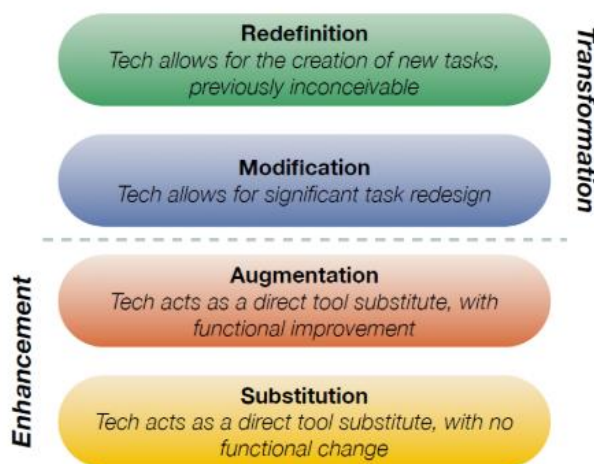 Redefinition
Tech allows for the creation of new tasks,
previously inconceivable
Transformation
Modification
Tech allows for significant task redesign
Augmentation
Tech acts as a direct tool substitute, with
functional improvement
Enhancement
Substitution
Tech acts as a direct tool substitute, with no
functional change